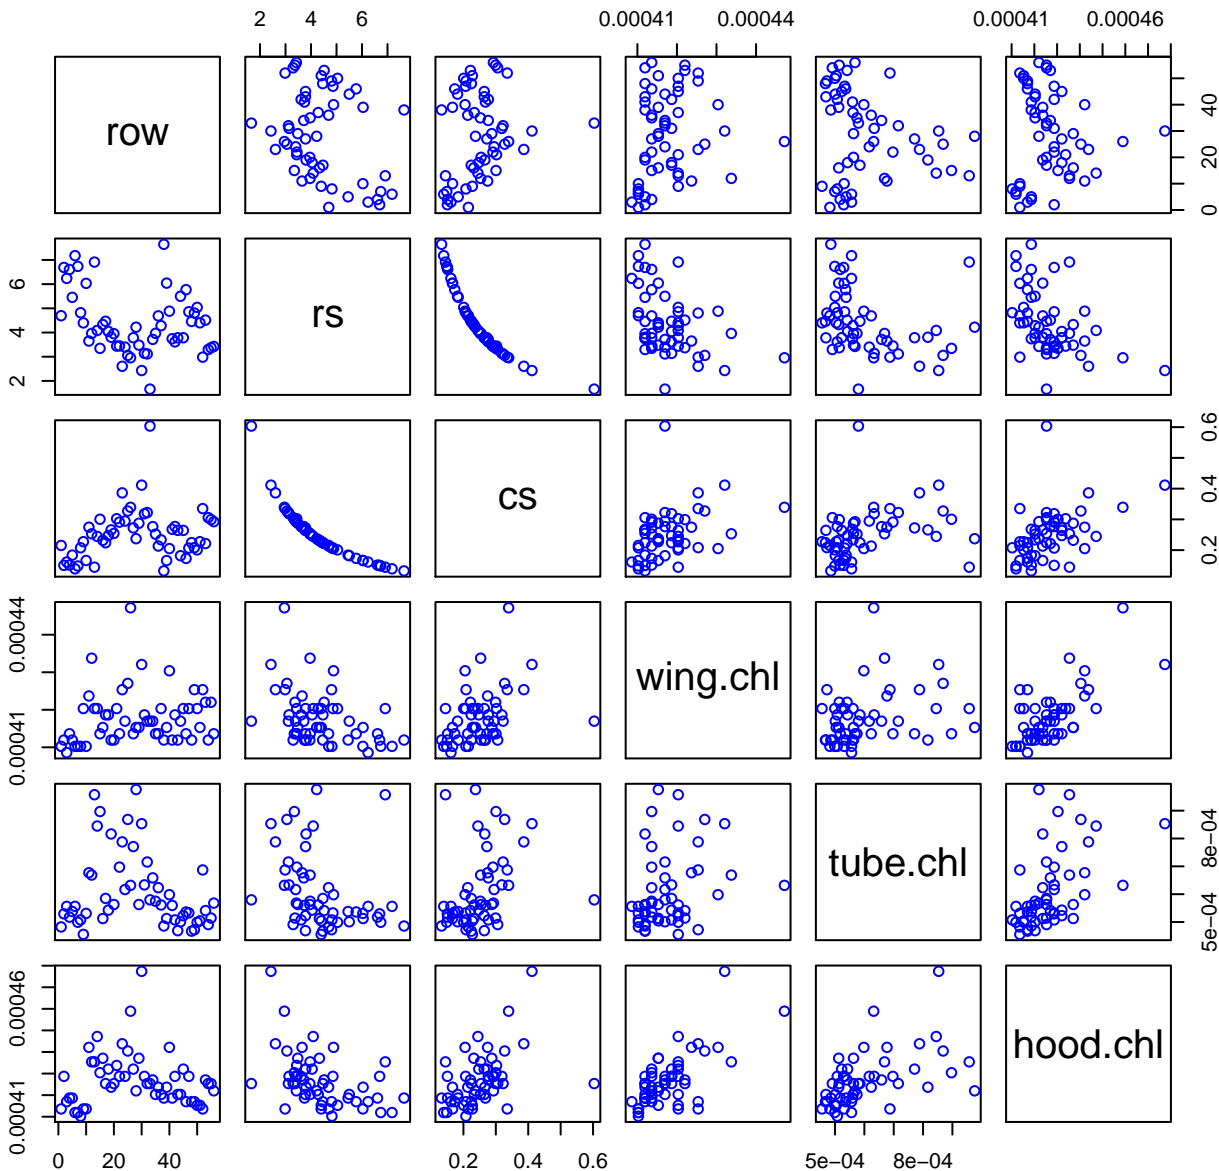 2 4 6 0.00041 0.00044 0.00041 0.00046
row 0 20 40
2 4 6 rs
cs 0.2 0.4 0.6
0.00041 0.00044 wing.chl
tube.chl 5e-04 8e-04
0.00041 0.00046 hood.chl
0 20 40 0.2 0.4 0.6 5e-04 8e-04